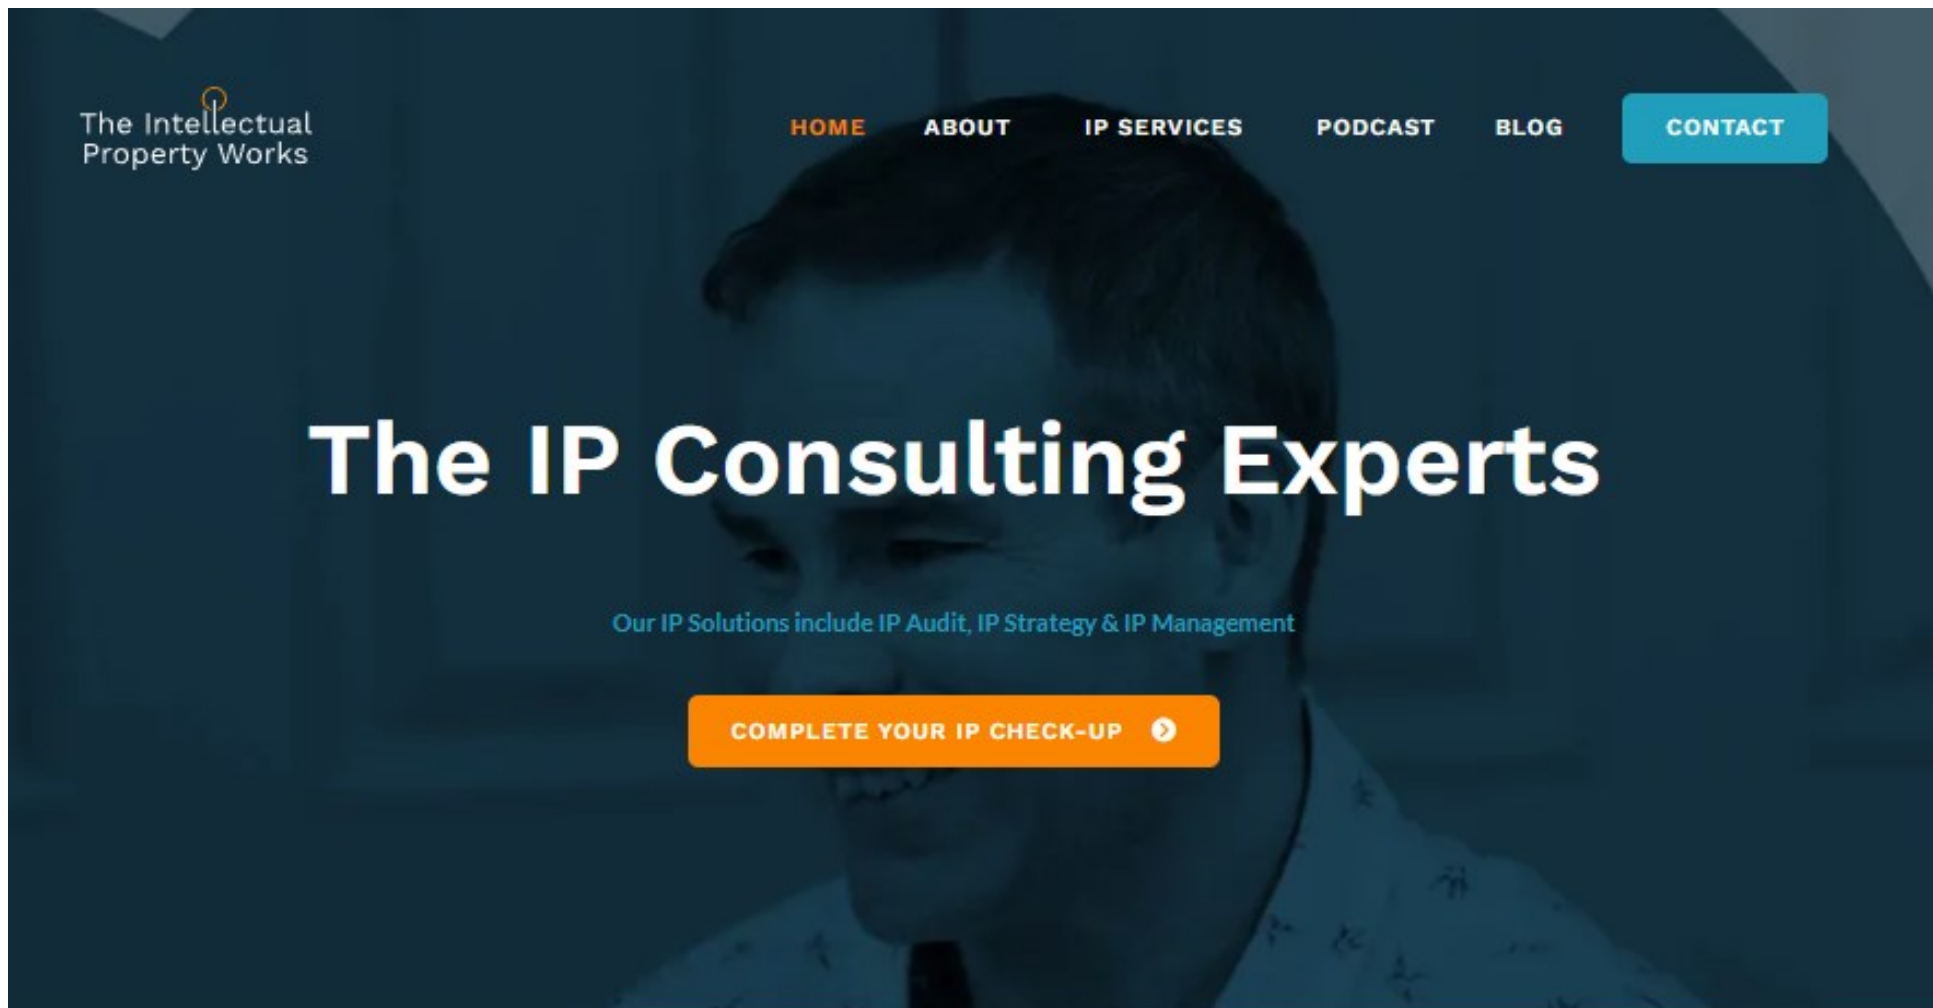 The Intellectual
Property Works
HOME ABOUT IP SERVICES PODCAST BLOG CONTACT
The IP Consulting Experts
Our IP Solutions include IP Audit, IP Strategy & IP Management
COMPLETE YOUR IP CHECK-UP